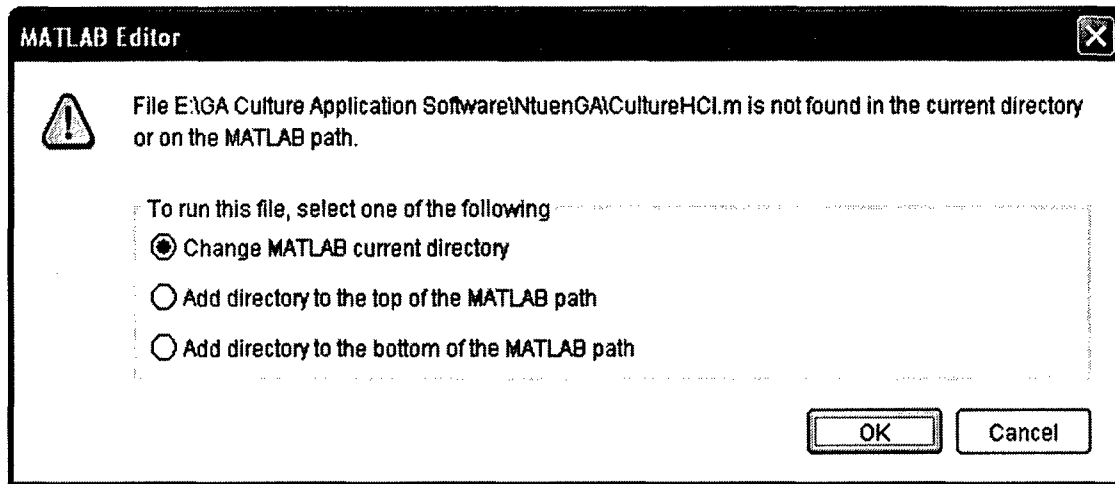 MATLAB Editor
File E:\GA Culture Application Software\NtuenGA\CultureHCI.m is not found in the current directory
or on the MATLAB path.
To run this file, select one of the following
Change MATLAB current directory
Add directory to the top of the MATLAB path
Add directory to the bottom of the MATLAB path
OK Cancel